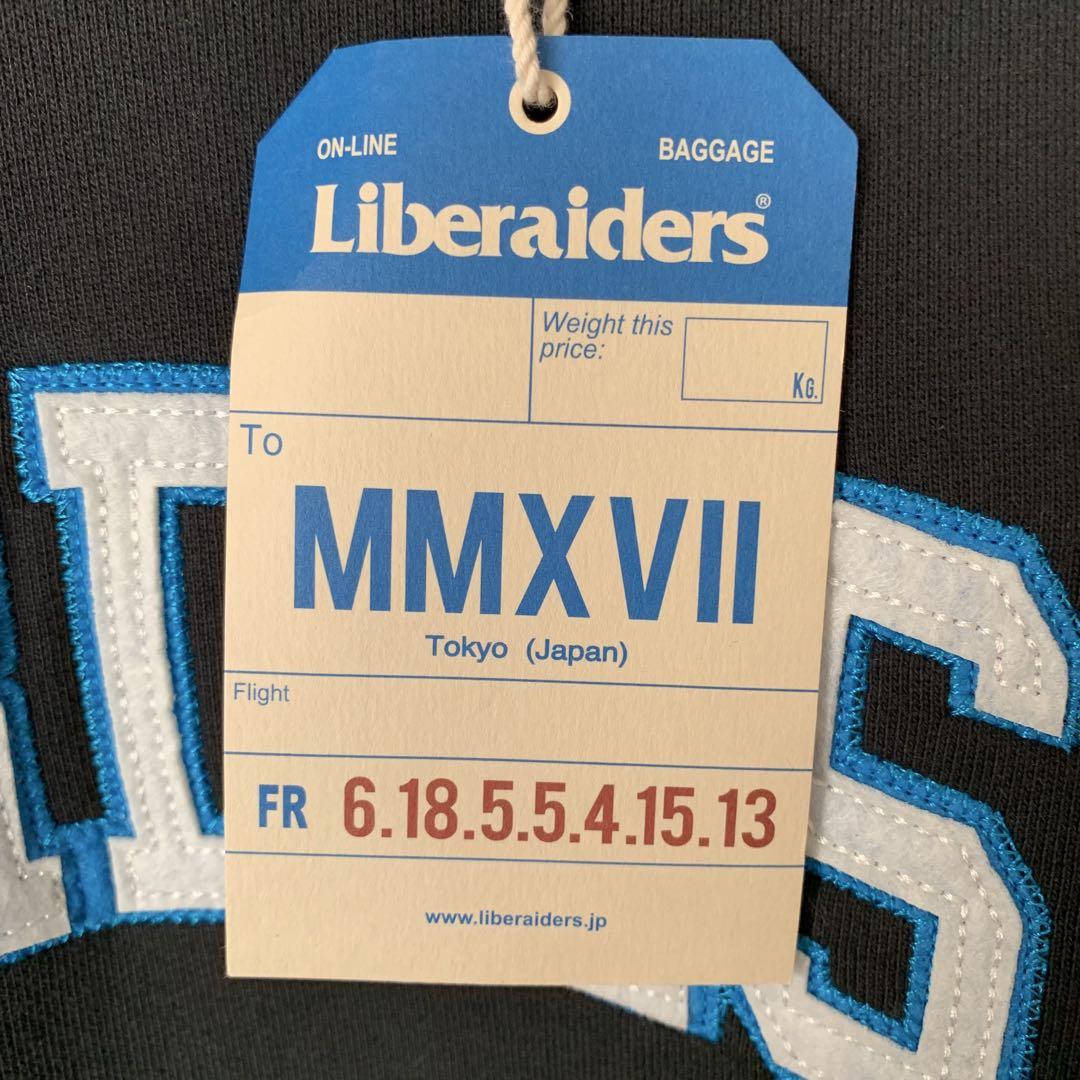 ON-LINE BAGGAGE
Liberaiders®
Weight this
price:
KG.
To
MMXVII
Tokyo (Japan)
Flight
FR 6.18.5.5.4.15.13
www.liberaiders.jp